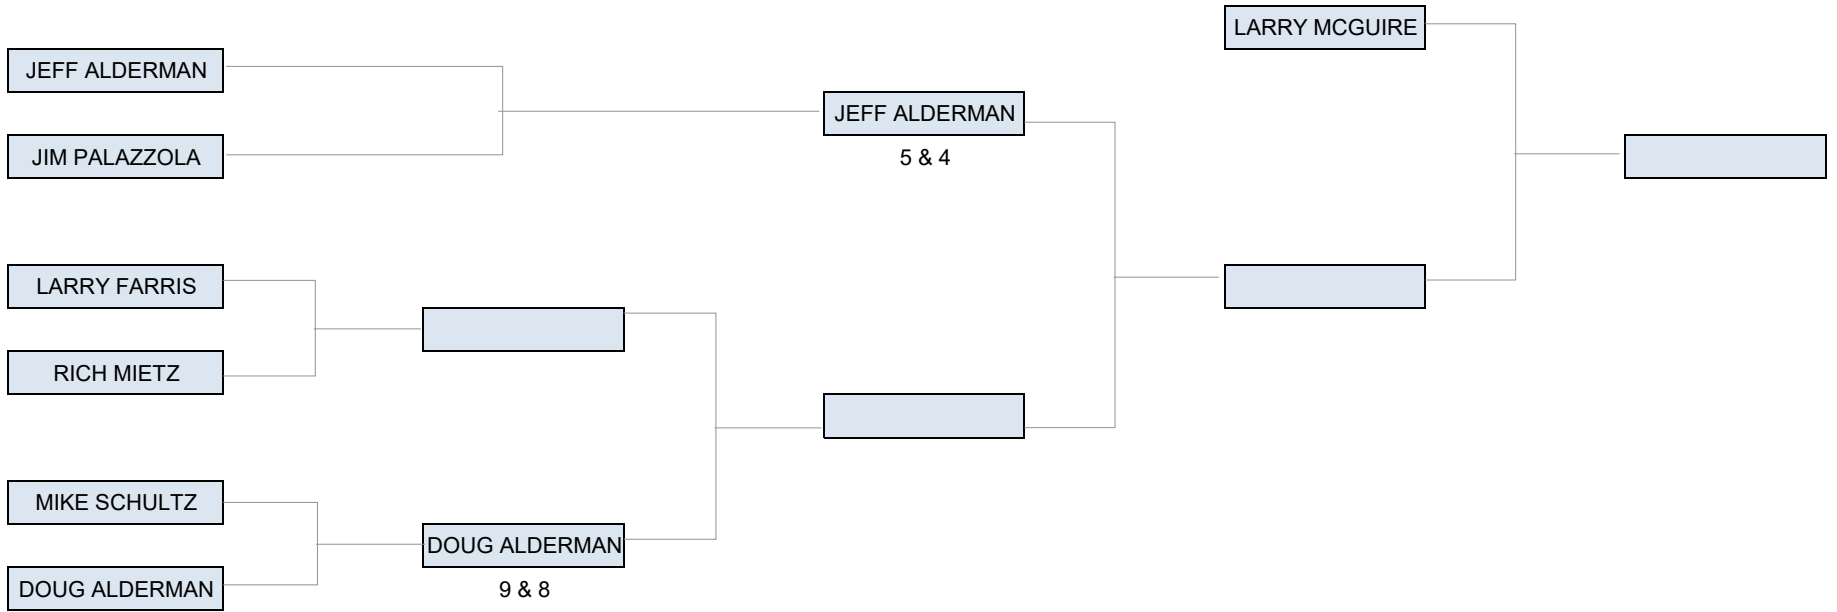 LARRY MCGUIRE
JEFF ALDERMAN
JEFF ALDERMAN
JIM PALAZZOLA
5 & 4
LARRY FARRIS
RICH MIETZ
MIKE SCHULTZ
DOUG ALDERMAN
DOUG ALDERMAN
9 & 8